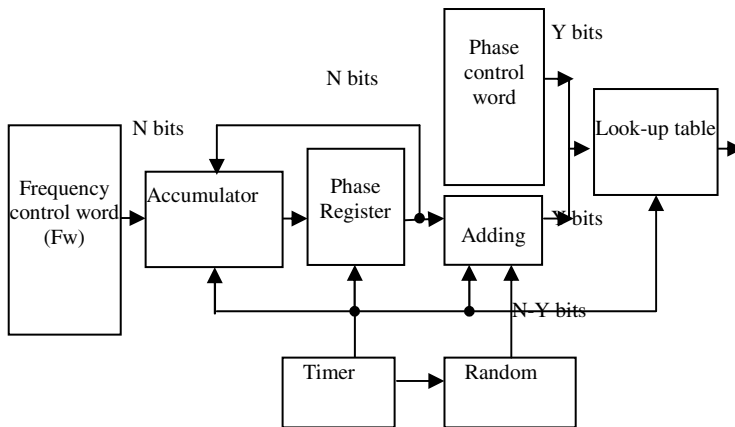 Phase
control
word
Y bits
N bits
N bits
Look-up table
Frequency
control word
(Fw)
Accumulator
Phase
Register
Adding
Y bits
N-Y bits
Timer
Random